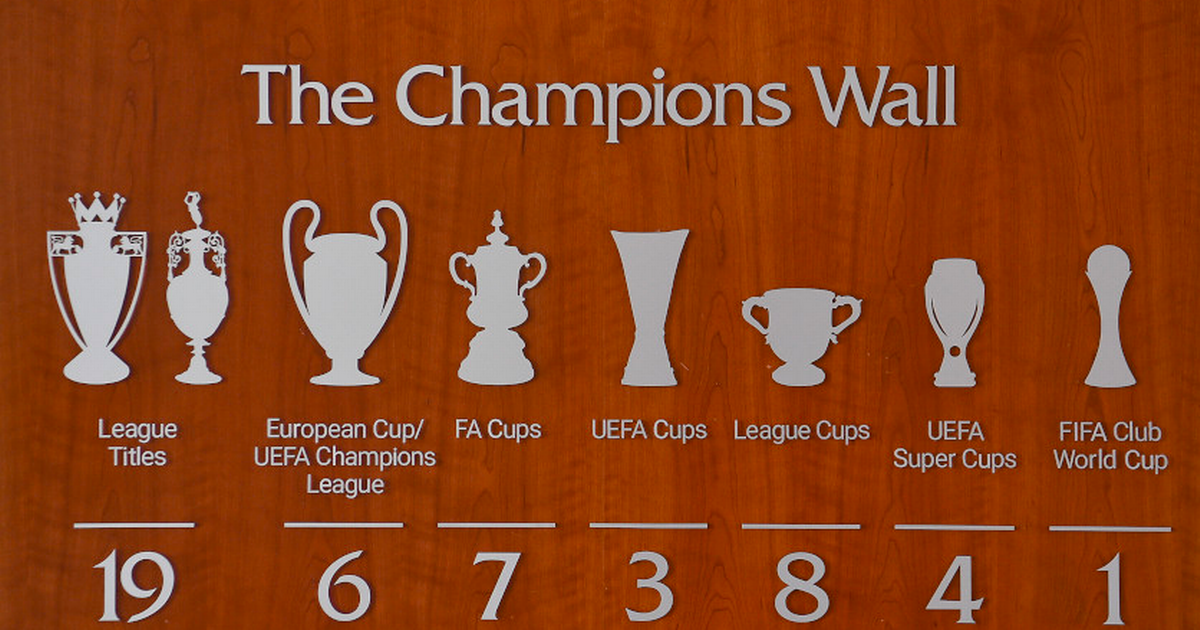 The Champions Wall
League
Titles
European Cup/
UEFA Champions
League
FA Cups
UEFA Cups
League Cups
UEFA
Super Cups
FIFA Club
World Cup
19
6
7
3
8
4
1